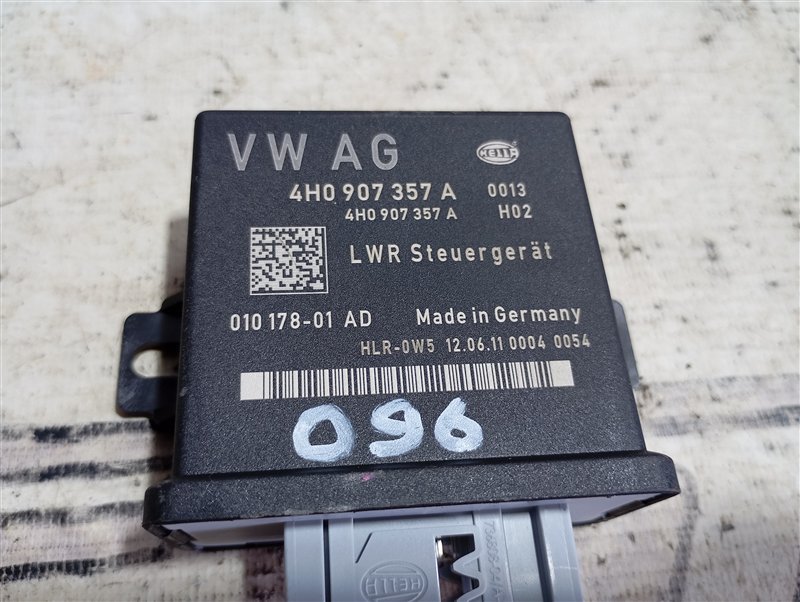 VW AG HELLA
4H0 907 357 A 0013
4H0 907 357 A H02
LWR Steuergerät
010 178-01 AD Made in Germany
HLR-0W5 12.06.11 0004 0054
096
HELLA